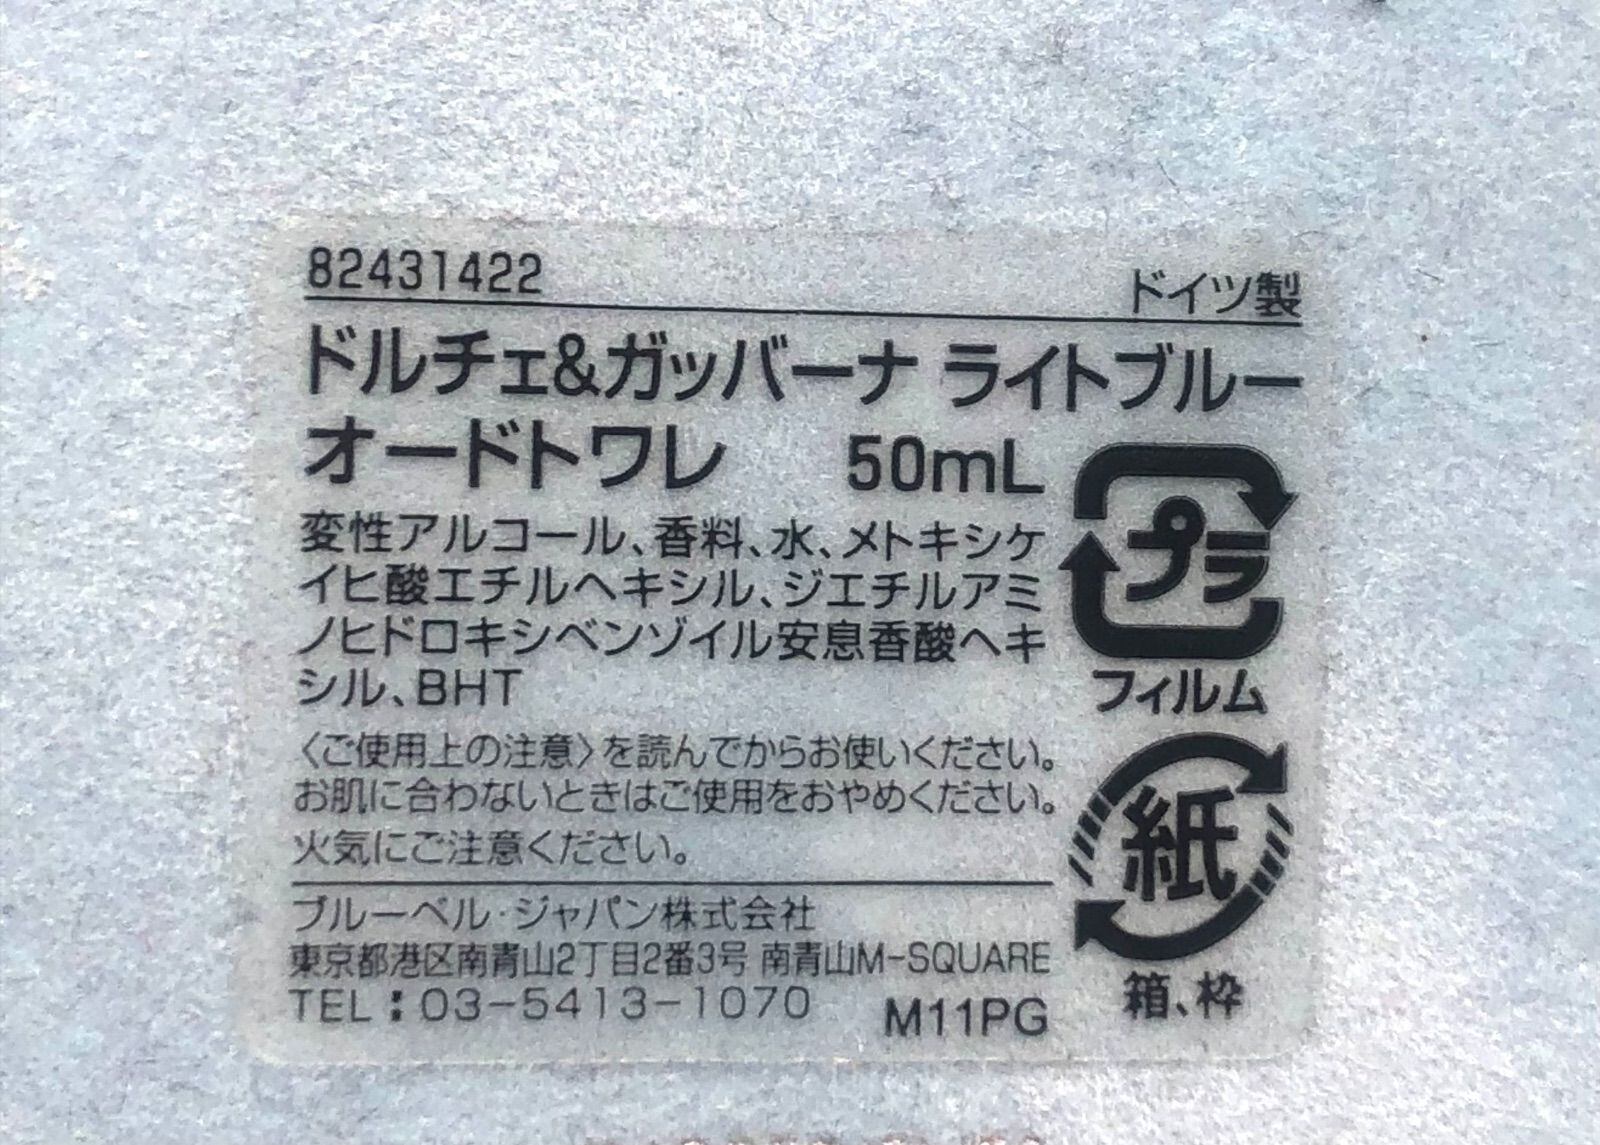 82431422 ドイツ製
ドルチェ&ガッバーナ ライトブルー
オードトワレ 50mL
変性アルコール、香料、水、メトキシケ
イヒ酸エチルヘキシル、ジエチルアミ
ノヒドロキシベンゾイル安息香酸ヘキ
シル、BHT
プラ
フィルム
〈ご使用上の注意〉を読んでからお使いください。
お肌に合わないときはご使用をおやめください。
火気にご注意ください。
紙
箱、枠
ブルーベル・ジャパン株式会社
東京都港区南青山2丁目2番3号 南青山M-SQUARE
TEL:03-5413-1070 M11PG